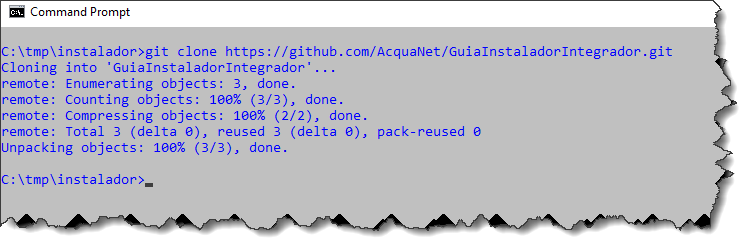 Command Prompt
C:\tmp\instalador>git clone https://github.com/AcquaNet/GuiaInstaladorIntegrador.git
Cloning into 'GuiaInstaladorIntegrador'...
remote: Enumerating objects: 3, done.
remote: Counting objects: 100% (3/3), done.
remote: Compressing objects: 100% (2/2), done.
remote: Total 3 (delta 0), reused 3 (delta 0), pack-reused 0
Unpacking objects: 100% (3/3), done.
C:\tmp\instalador>